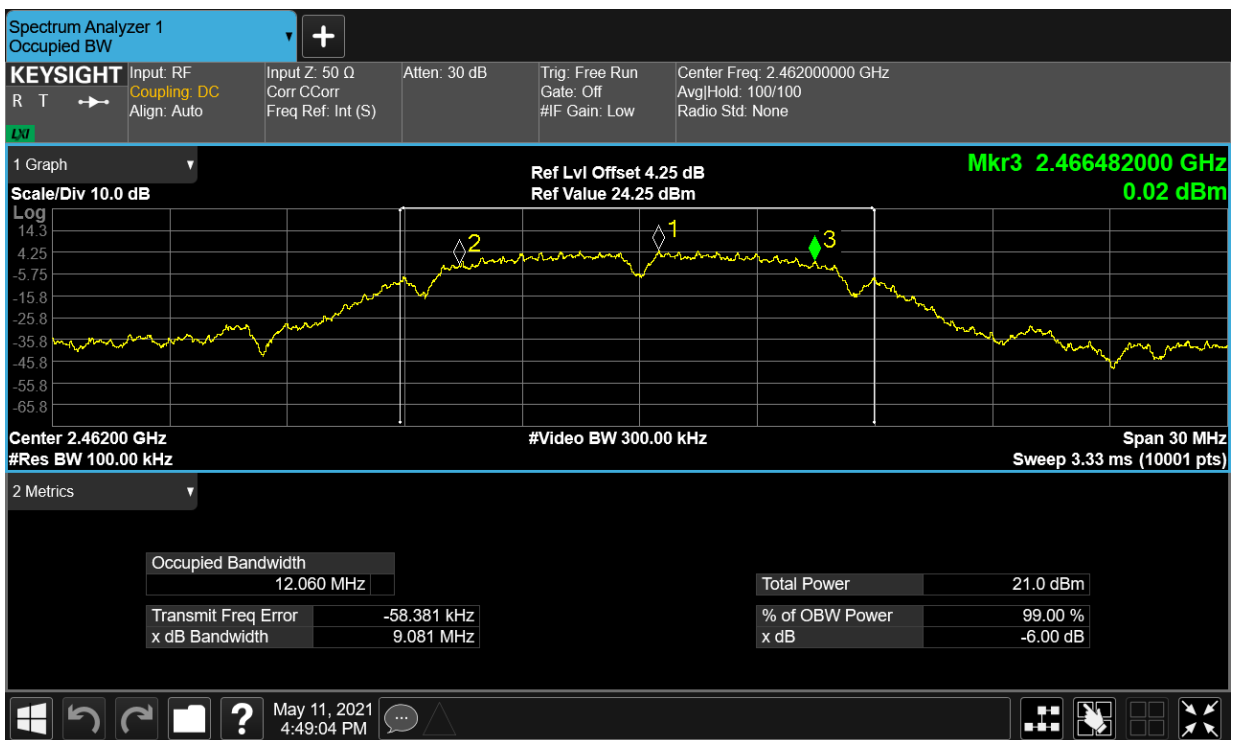 Spectrum Analyzer 1
Occupied BW
KEYSIGHT
R T
LXI
Input: RF
Coupling: DC
Align: Auto
Input Z: 50 Ω
Corr CCorr
Freq Ref: Int (S)
Atten: 30 dB
Trig: Free Run
Gate: Off
#IF Gain: Low
Center Freq: 2.462000000 GHz
Avg|Hold: 100/100
Radio Std: None
1 Graph
Scale/Div 10.0 dB
Ref Lvl Offset 4.25 dB
Ref Value 24.25 dBm
Mkr3 2.466482000 GHz
0.02 dBm
Log
14.3
4.25
-5.75
-15.8
-25.8
-35.8
-45.8
-55.8
-65.8
2
1
3
Center 2.46200 GHz
#Video BW 300.00 kHz
Span 30 MHz
#Res BW 100.00 kHz
Sweep 3.33 ms (10001 pts)
2 Metrics
Occupied Bandwidth
12.060 MHz
Total Power 21.0 dBm
Transmit Freq Error -58.381 kHz
% of OBW Power 99.00 %
x dB Bandwidth 9.081 MHz
x dB -6.00 dB
?
May 11, 2021
4:49:04 PM